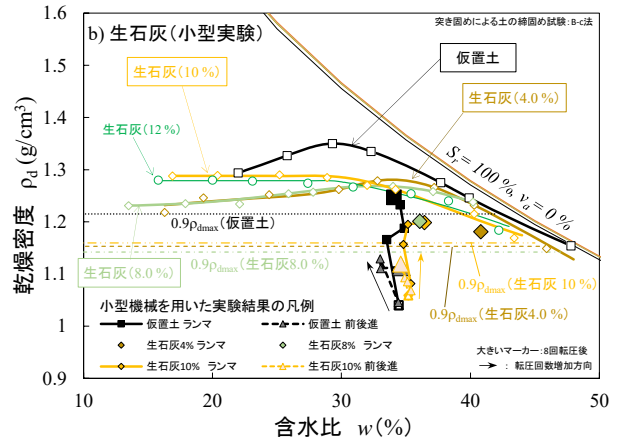 突き固めによる土の締固め試験：B-c法
b) 生石灰（小型実験）
生石灰
（10 %）
仮置土
生石灰（4.0 %）
生石灰（12 %）
Sr = 100 %, va = 0 %
0.9ρdmax（仮置土）
生石灰（8.0 %）
0.9ρdmax（生石灰8.0%）
0.9ρdmax（生石灰 10%）
0.9ρdmax（生石灰4.0%）
小型機械を用いた実験結果の凡例
仮置土 ランマ
仮置土 前後進
生石灰4% ランマ
生石灰8% ランマ
生石灰10% ランマ
生石灰10% 前後進
大きいマーカー：8回転圧後
：転圧回数増加方向
乾燥密度 ρd (g/cm³)
1.6
1.5
1.4
1.3
1.2
1.1
1
0.9
10
20
30
40
50
含水比 w(%)